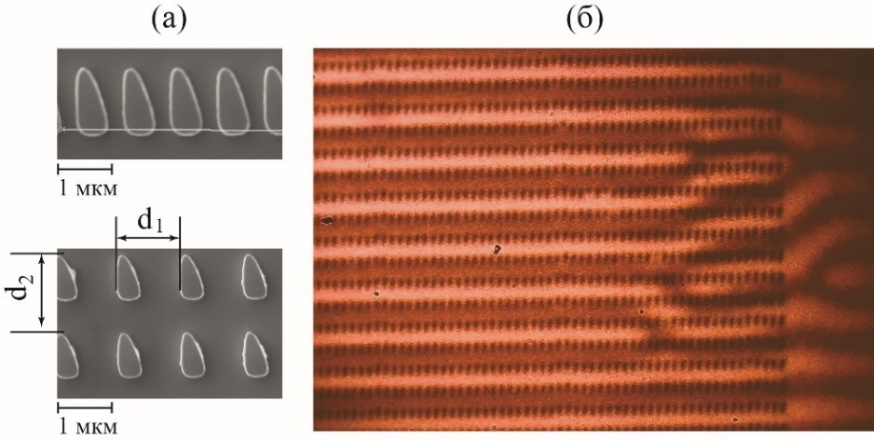 (а)
(б)
1 мкм
d₁
d₂
1 мкм